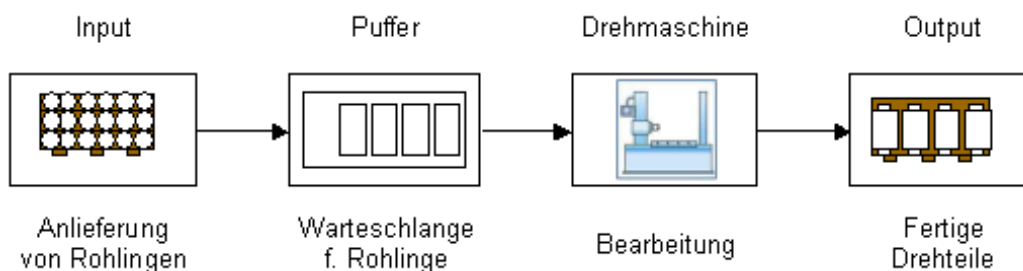 Input
Puffer
Drehmaschine
Output
Anlieferung
von Rohlingen
Warteschlange
f. Rohlinge
Bearbeitung
Fertige
Drehteile